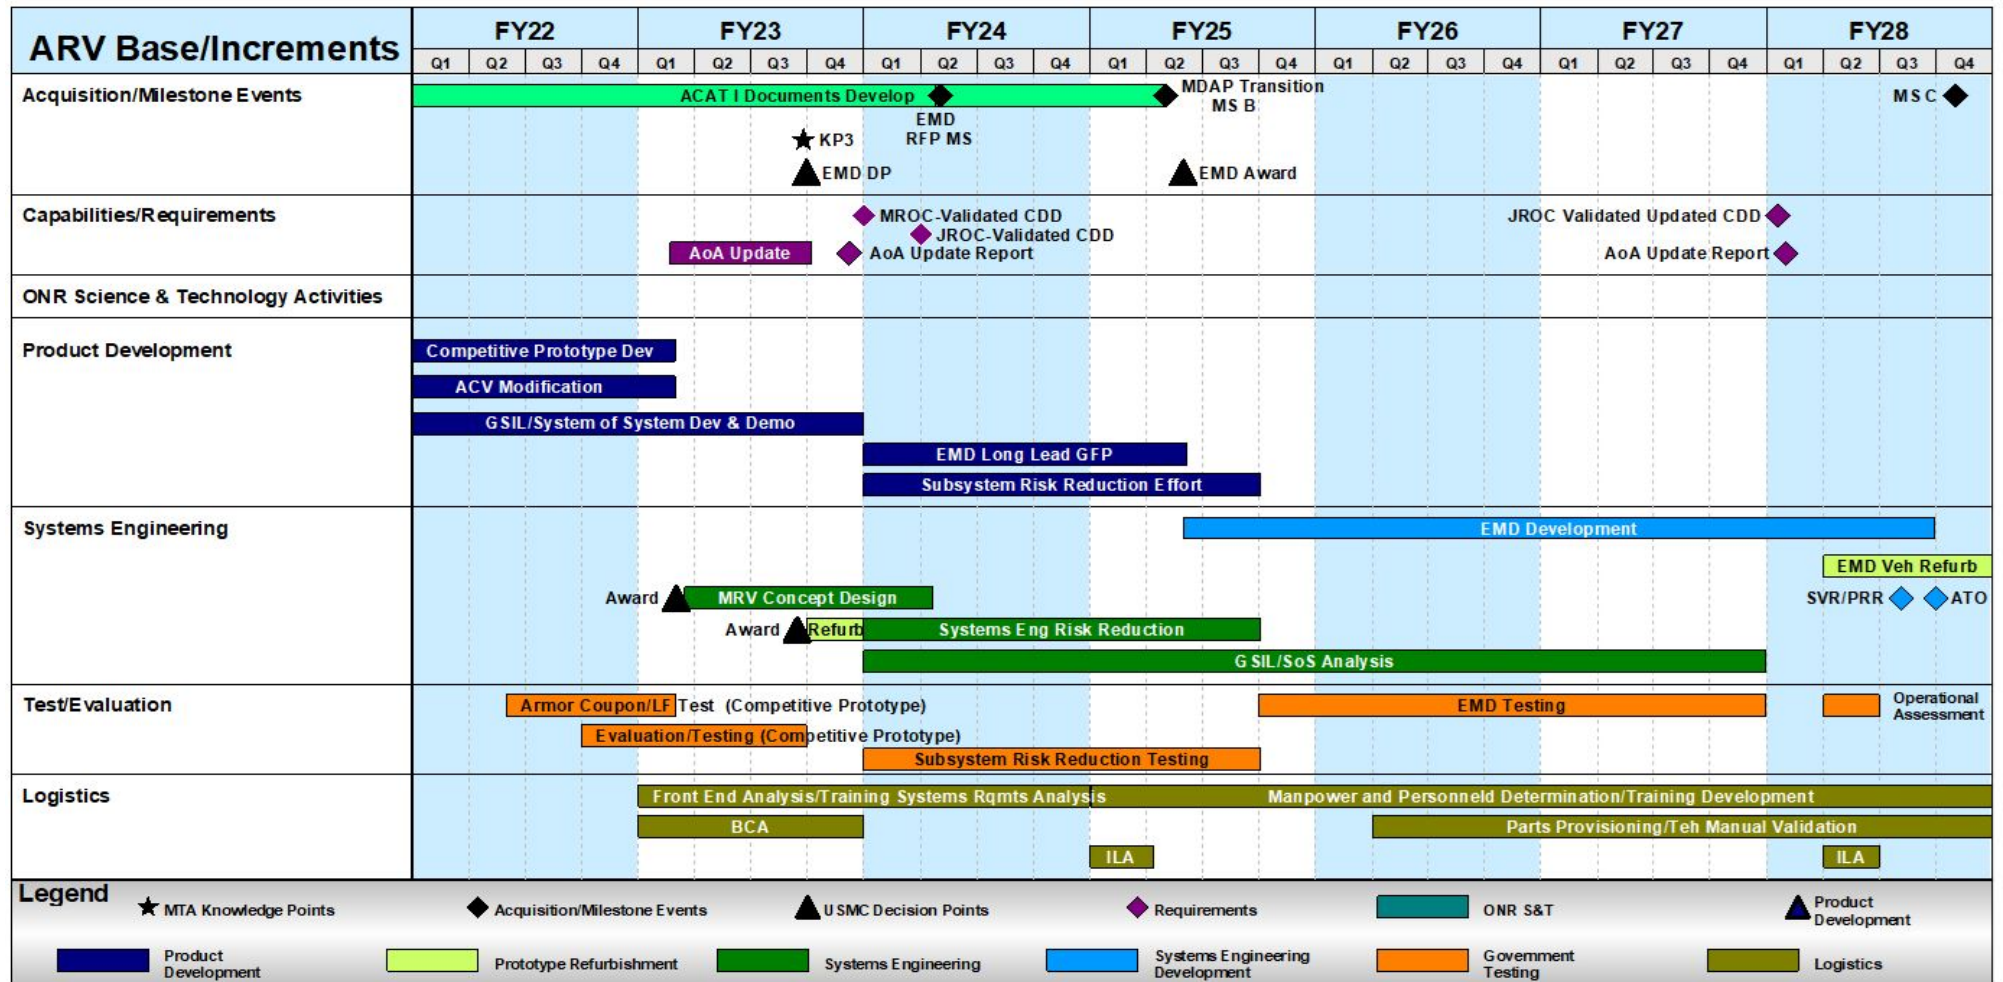 ARV Base/Increments
FY22 FY23 FY24 FY25 FY26 FY27 FY28
Q1 Q2 Q3 Q4 Q1 Q2 Q3 Q4 Q1 Q2 Q3 Q4 Q1 Q2 Q3 Q4 Q1 Q2 Q3 Q4 Q1 Q2 Q3 Q4 Q1 Q2 Q3 Q4
Acquisition/Milestone Events
ACAT I Documents Develop
MDAP Transition
MS B
MS C
EMD
RFP MS
KP3
EMD DP
EMD Award
Capabilities/Requirements
MROC-Validated CDD
JROC Validated Updated CDD
JROC-Validated CDD
AoA Update
AoA Update Report
AoA Update Report
ONR Science & Technology Activities
Product Development
Competitive Prototype Dev
ACV Modification
GSIL/System of System Dev & Demo
EMD Long Lead GFP
Subsystem Risk Reduction Effort
Systems Engineering
EMD Development
EMD Veh Refurb
Award
MRV Concept Design
SVR/PRR
ATO
Award
Refurb
Systems Eng Risk Reduction
GSIL/SoS Analysis
Test/Evaluation
Armor Coupon/LF Test (Competitive Prototype)
EMD Testing
Operational
Assessment
Evaluation/Testing (Competitive Prototype)
Subsystem Risk Reduction Testing
Logistics
Front End Analysis/Training Systems Rqmts Analysis
Manpower and Personneld Determination/Training Development
BCA
Parts Provisioning/Teh Manual Validation
ILA
ILA
Legend
MTA Knowledge Points
Acquisition/Milestone Events
USMC Decision Points
Requirements
ONR S&T
Product
Development
Product
Development
Prototype Refurbishment
Systems Engineering
Systems Engineering
Development
Government
Testing
Logistics